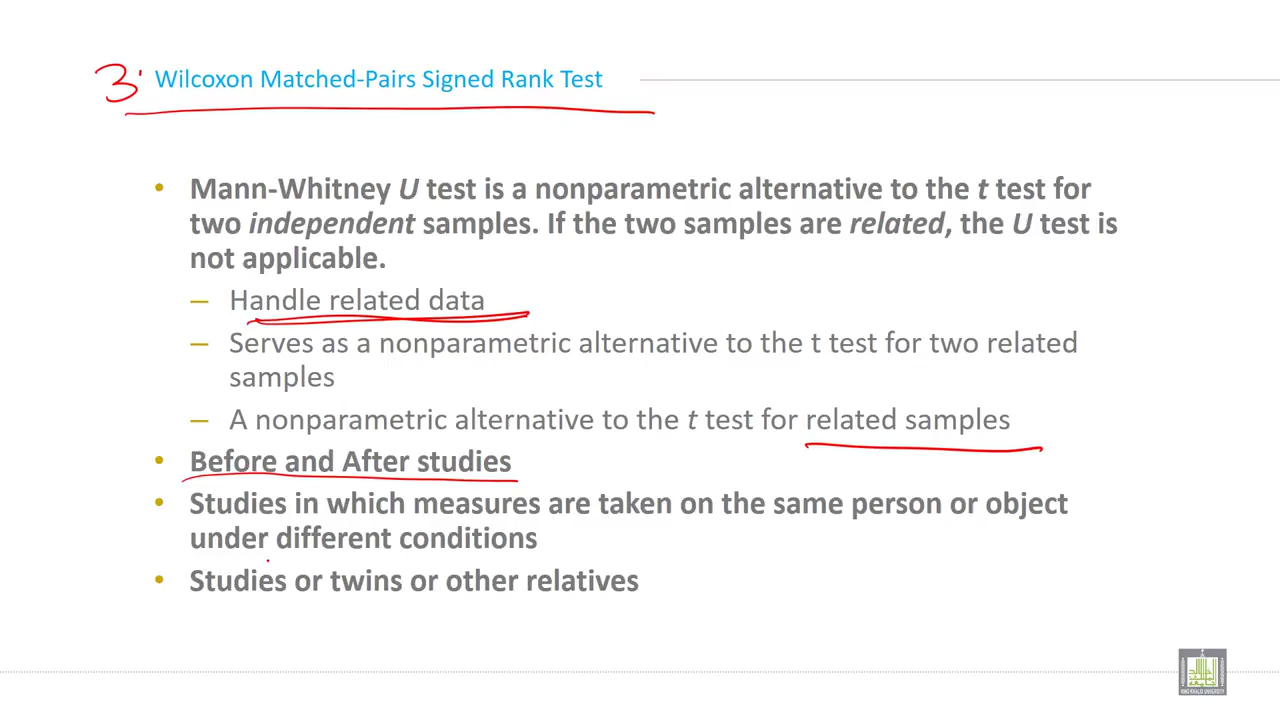 3. Wilcoxon Matched-Pairs Signed Rank Test
• Mann-Whitney U test is a nonparametric alternative to the t test for
two independent samples. If the two samples are related, the U test is
not applicable.
– Handle related data
– Serves as a nonparametric alternative to the t test for two related
samples
– A nonparametric alternative to the t test for related samples
• Before and After studies
• Studies in which measures are taken on the same person or object
under different conditions
• Studies or twins or other relatives
KING KHALID UNIVERSITY